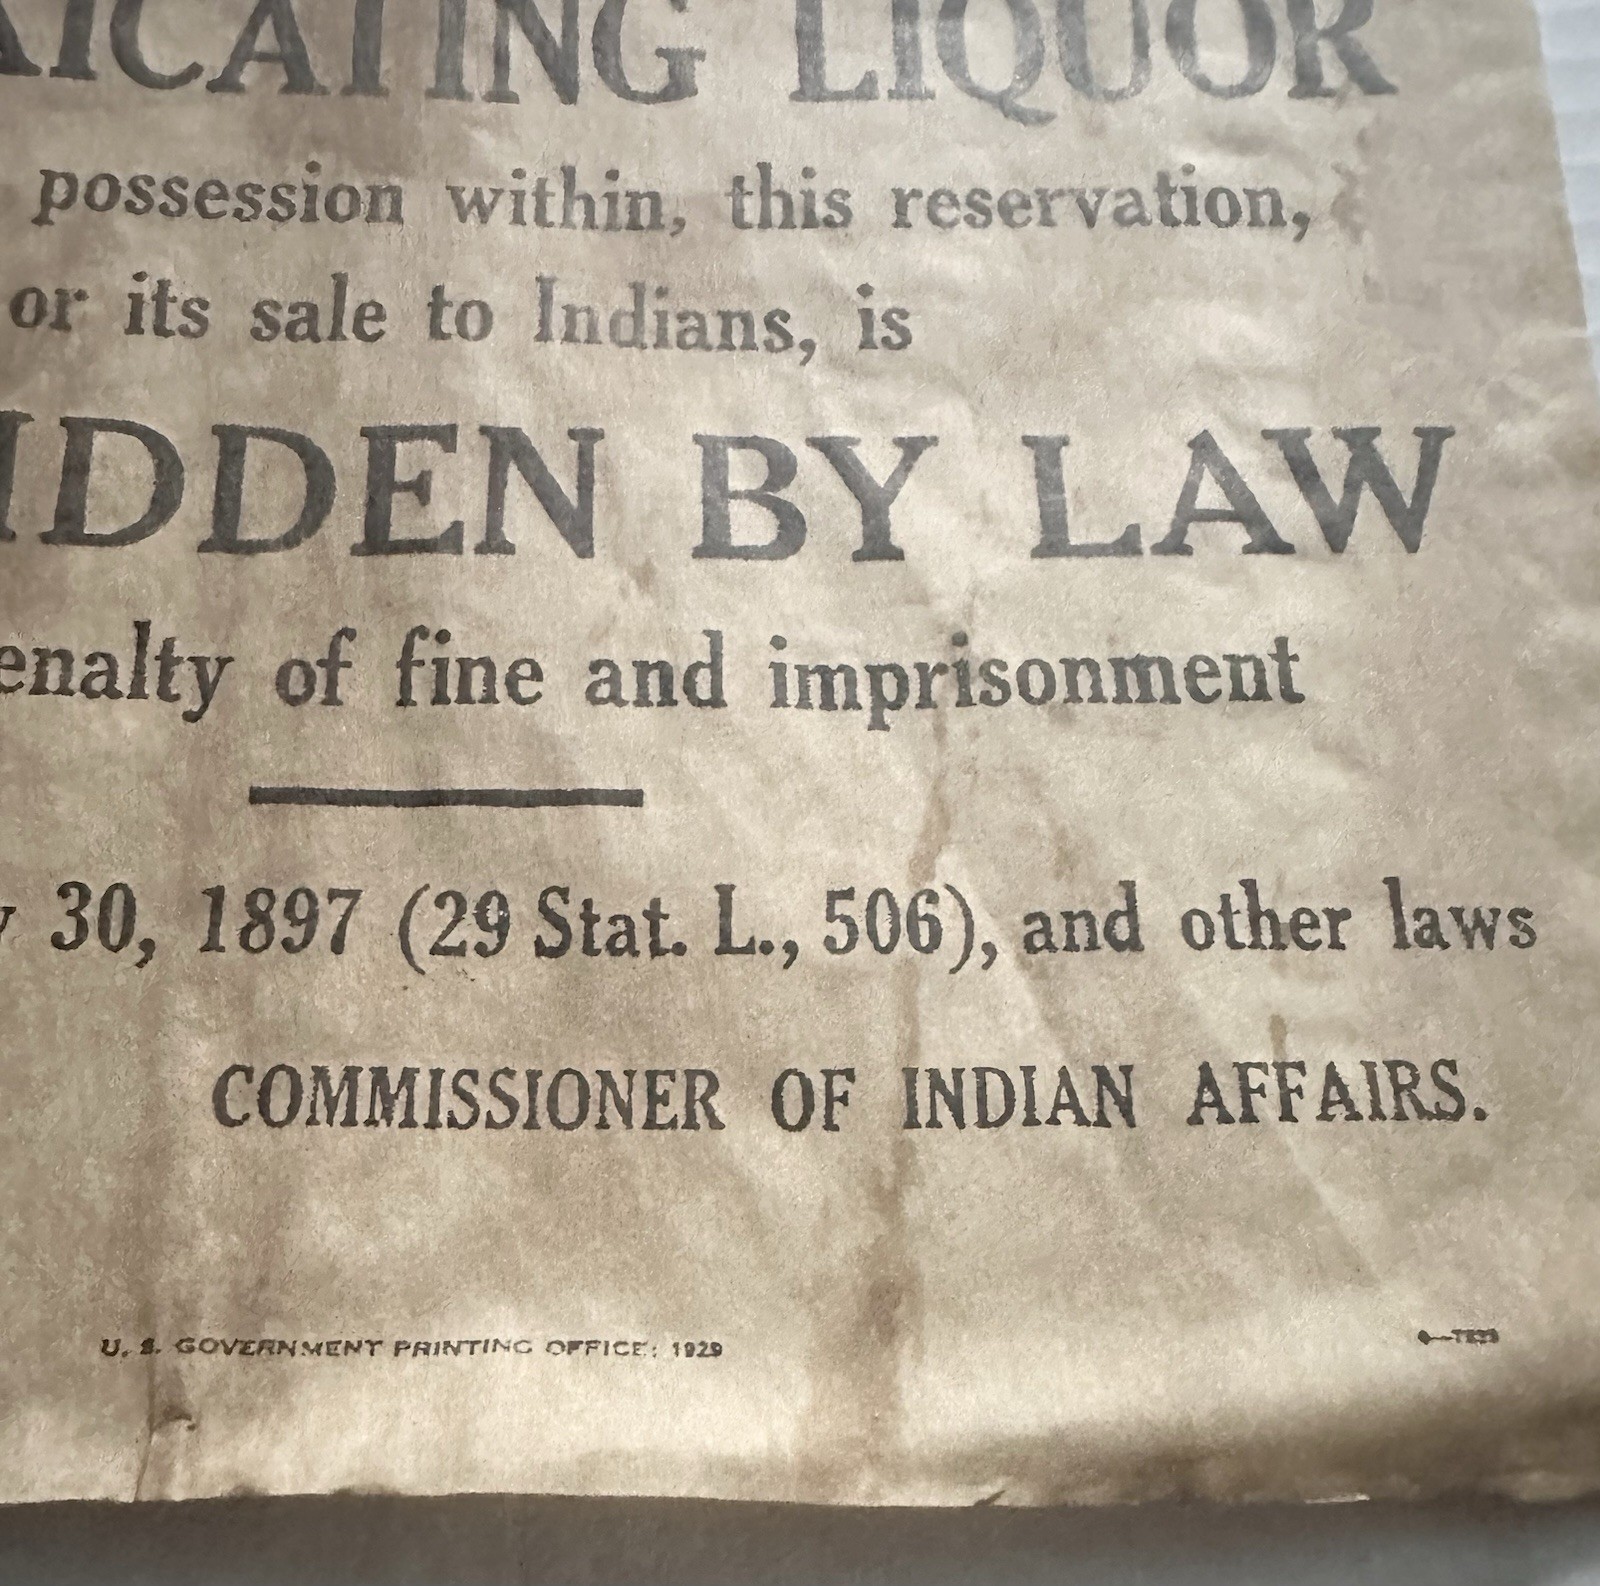 ICATING LIQUOR
possession within, this reservation,
or its sale to Indians, is
IDDEN BY LAW
enalty of fine and imprisonment
30, 1897 (29 Stat. L., 506), and other laws
COMMISSIONER OF INDIAN AFFAIRS.
U. S. GOVERNMENT PRINTING OFFICE: 1929